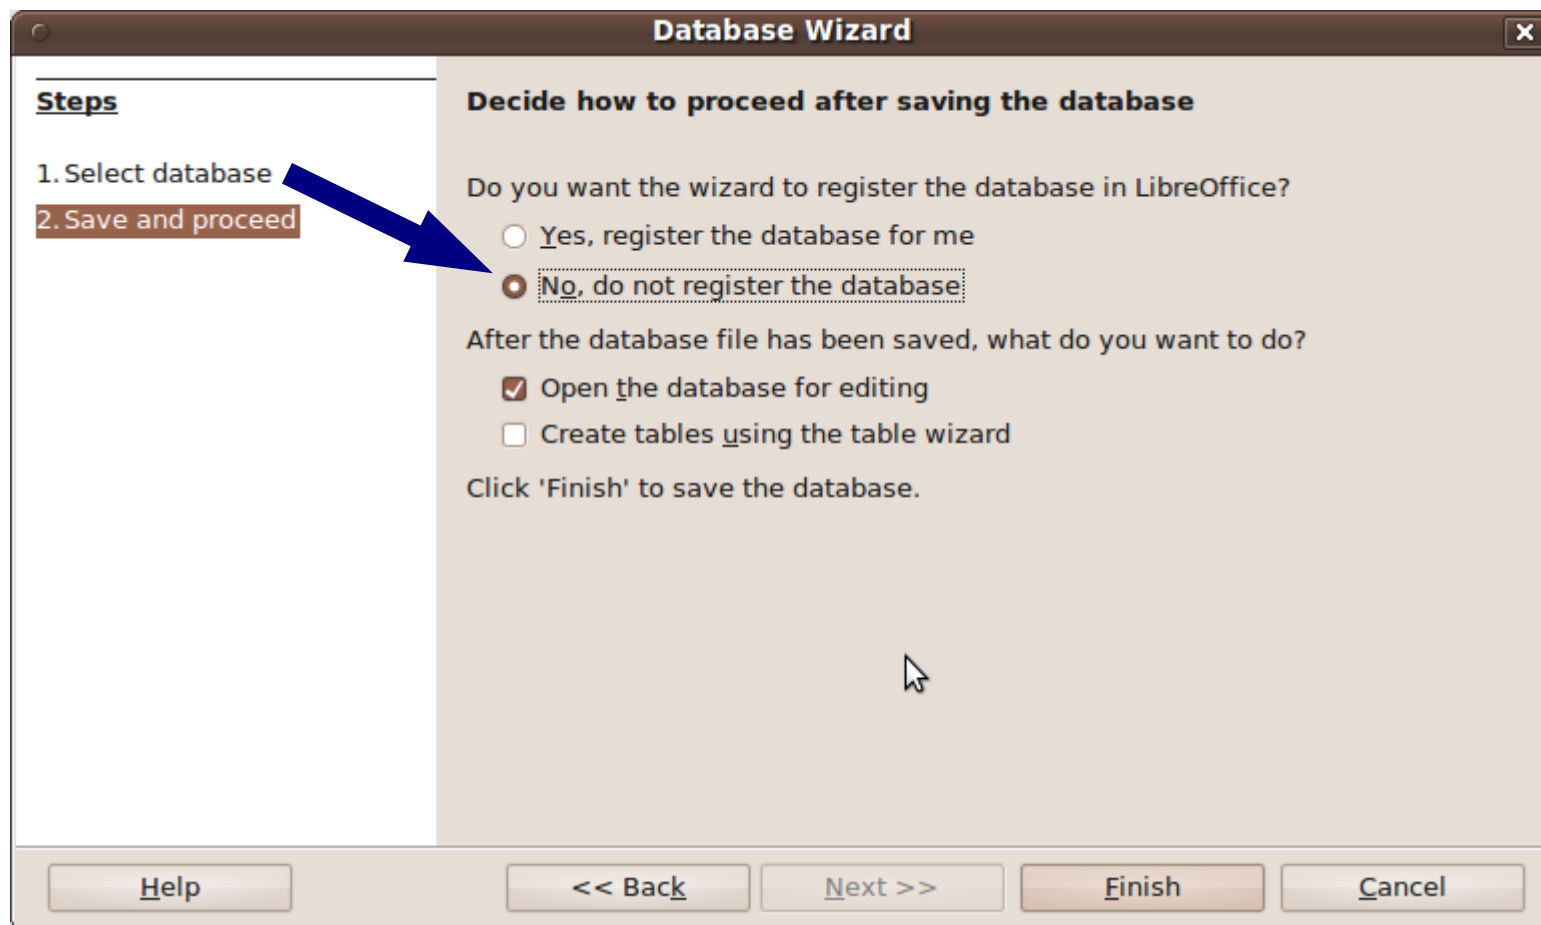 Database Wizard
Steps
1. Select database
2. Save and proceed
Decide how to proceed after saving the database
Do you want the wizard to register the database in LibreOffice?
Yes, register the database for me
No, do not register the database
After the database file has been saved, what do you want to do?
Open the database for editing
Create tables using the table wizard
Click 'Finish' to save the database.
Help
<< Back
Next >>
Finish
Cancel